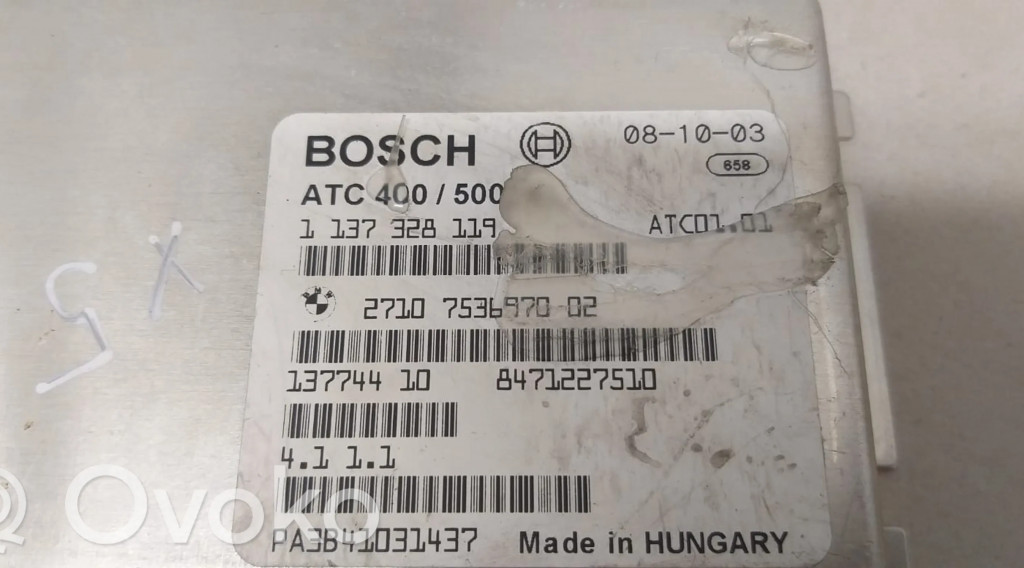 BOSCH 08-10-03
658
ATC 400 / 500
1 137 328 119 ATC01.01
2710 7536970-02
137744 10 8471227510
4.1 1.1
PA3B41031437 Made in HUNGARY
X5
Ovoko